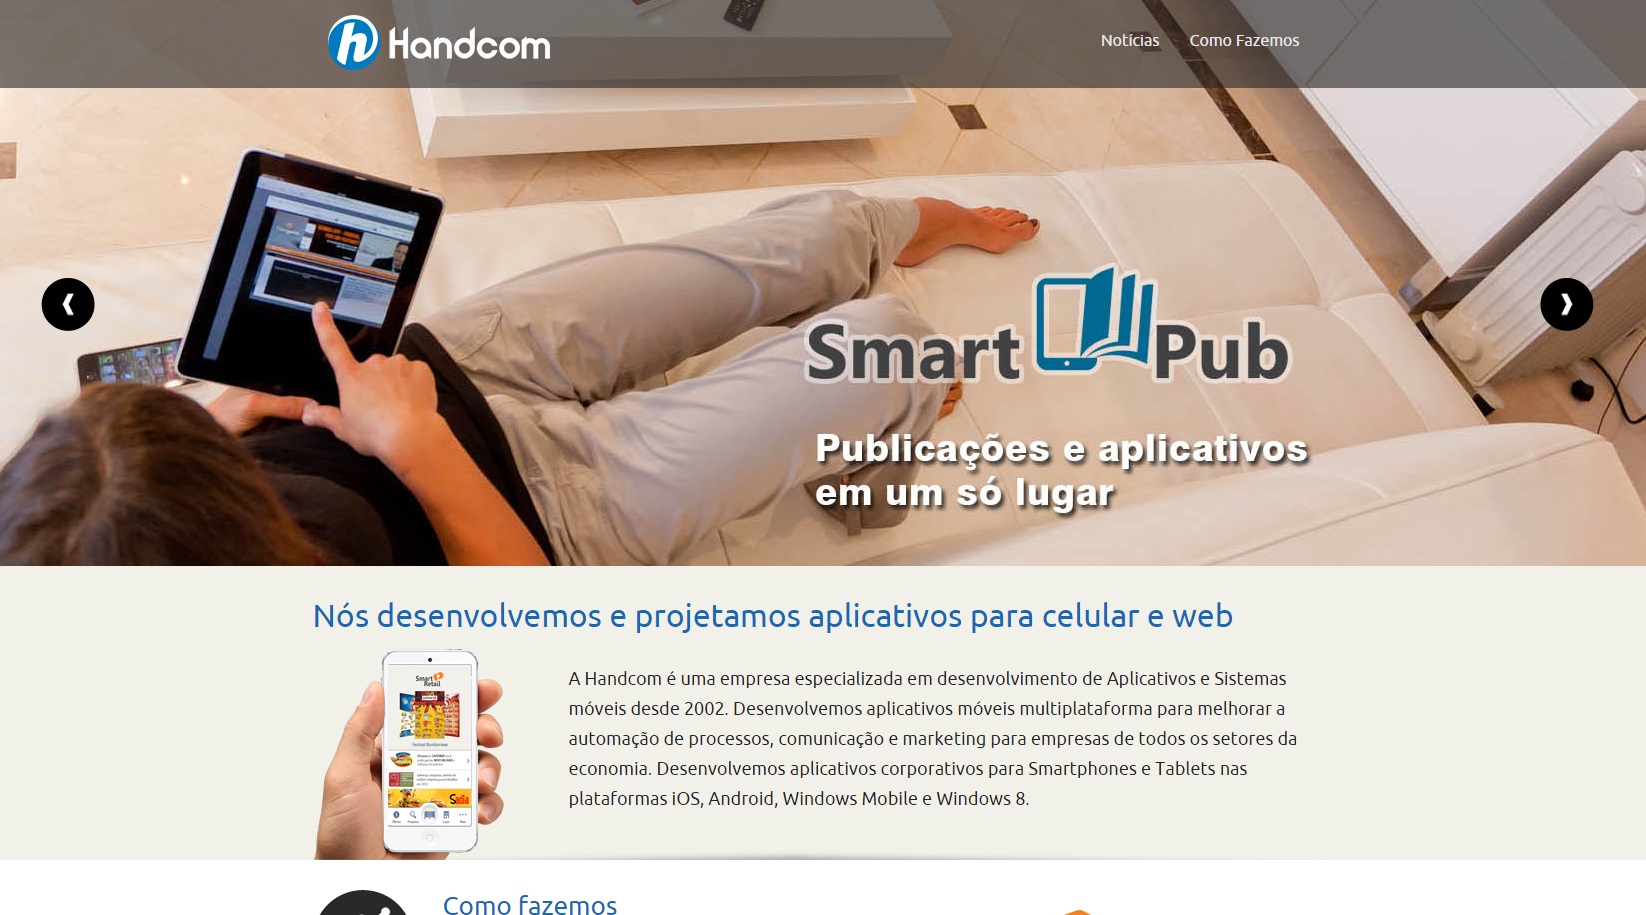 Handcom
Notícias
Como Fazemos
Smart Pub
Publicações e aplicativos
em um só lugar
Nós desenvolvemos e projetamos aplicativos para celular e web
Smart
Retail
Sadia
A Handcom é uma empresa especializada em desenvolvimento de Aplicativos e Sistemas
móveis desde 2002. Desenvolvemos aplicativos móveis multiplataforma para melhorar a
automação de processos, comunicação e marketing para empresas de todos os setores da
economia. Desenvolvemos aplicativos corporativos para Smartphones e Tablets nas
plataformas iOS, Android, Windows Mobile e Windows 8.
Como fazemos